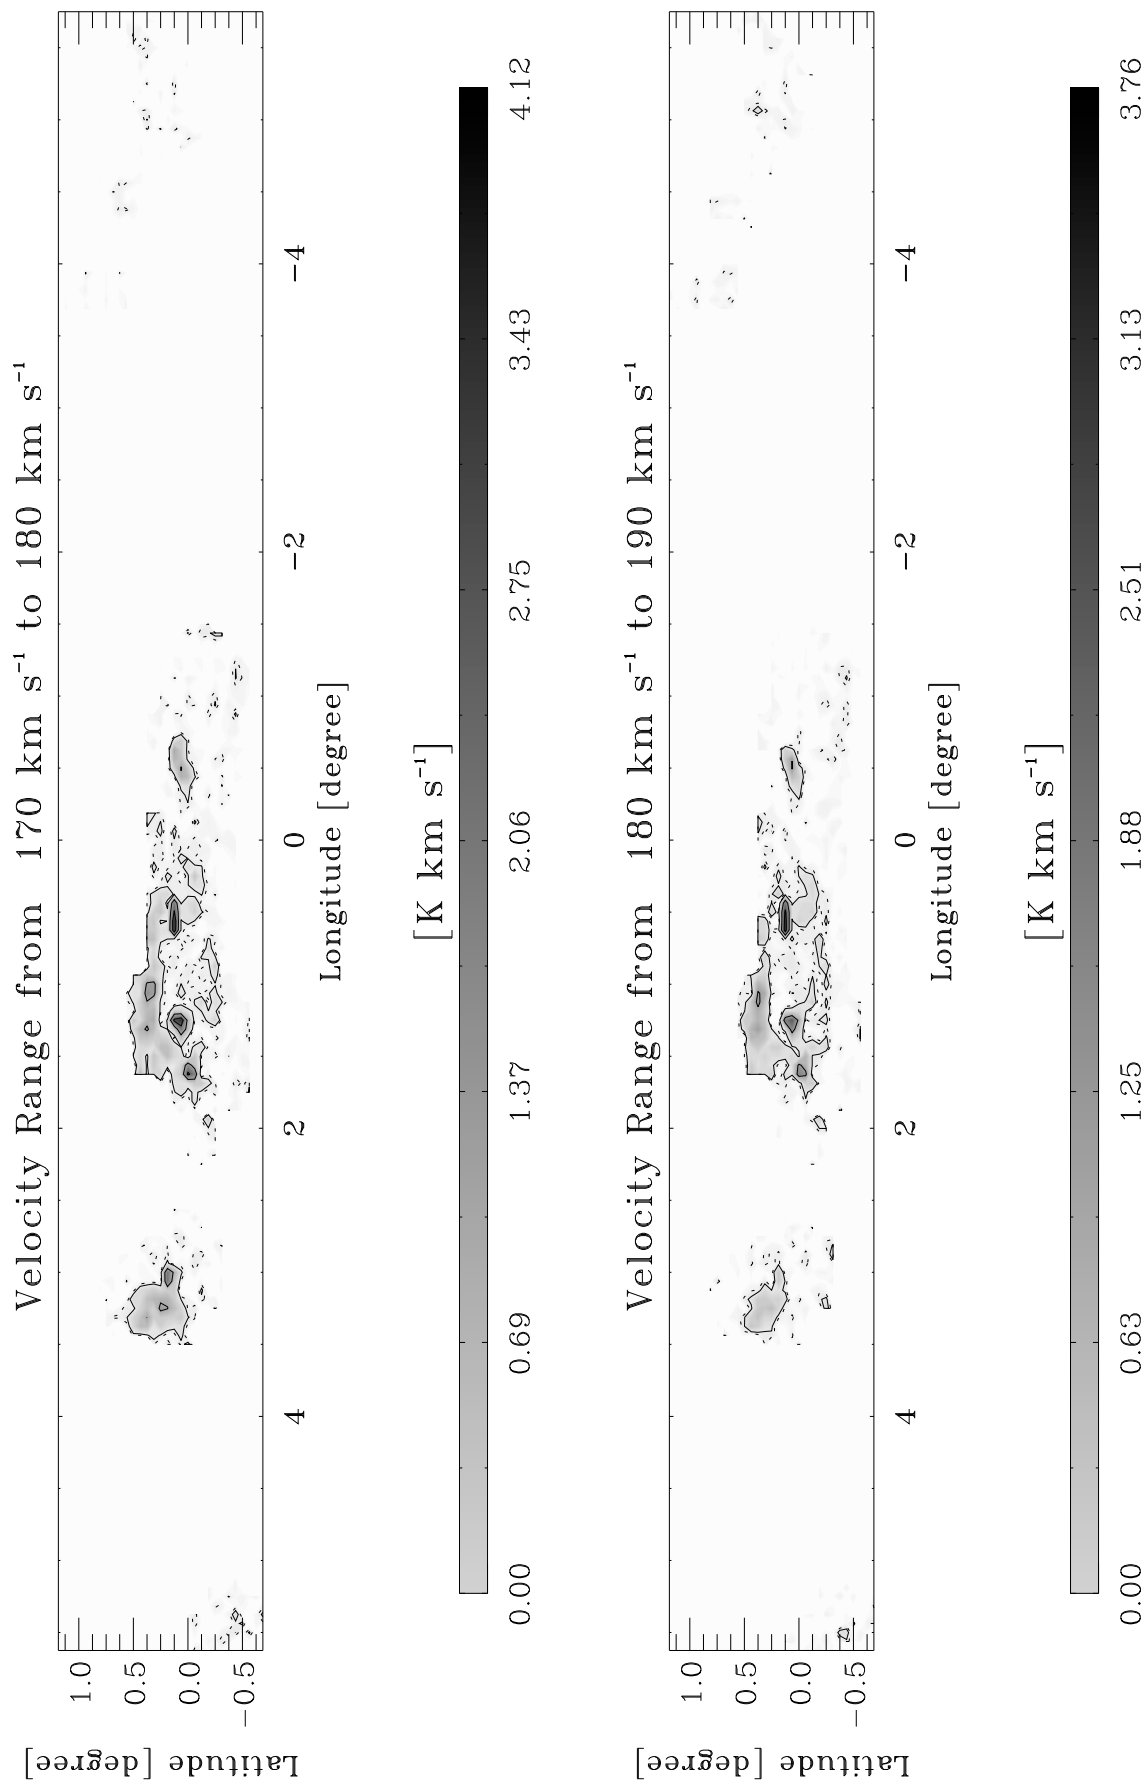 Velocity Range from 170 km s⁻¹ to 180 km s⁻¹
Latitude [degree]
1.0
0.5
0.0
−0.5
4 2 0 −2 −4
Longitude [degree]
[K km s⁻¹]
0.00 0.69 1.37 2.06 2.75 3.43 4.12
Velocity Range from 180 km s⁻¹ to 190 km s⁻¹
Latitude [degree]
1.0
0.5
0.0
−0.5
4 2 0 −2 −4
Longitude [degree]
[K km s⁻¹]
0.00 0.63 1.25 1.88 2.51 3.13 3.76